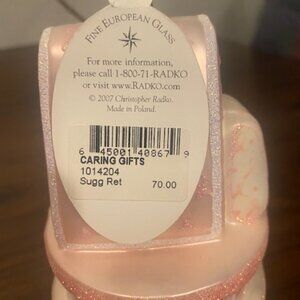 FINE EUROPEAN GLASS
For more information,
please call 1-800-71-RADKO
or visit www.RADKO.com
© 2007 Christopher Radko.
Made in Poland.
6 45001 40867 9
CARING GIFTS
1014204
Sugg Ret 70.00